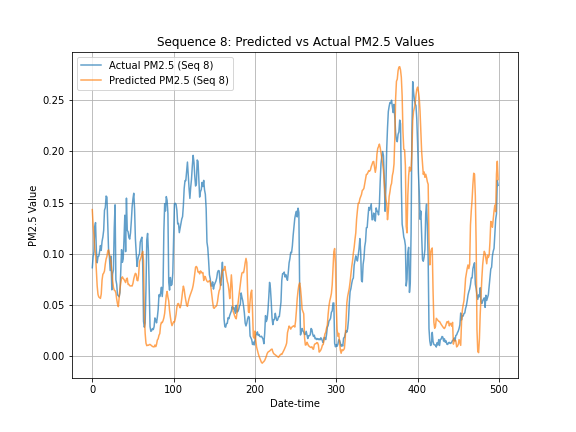 Sequence 8: Predicted vs Actual PM2.5 Values
Actual PM2.5 (Seq 8)
Predicted PM2.5 (Seq 8)
PM2.5 Value
0.25
0.20
0.15
0.10
0.05
0.00
0 100 200 300 400 500
Date-time